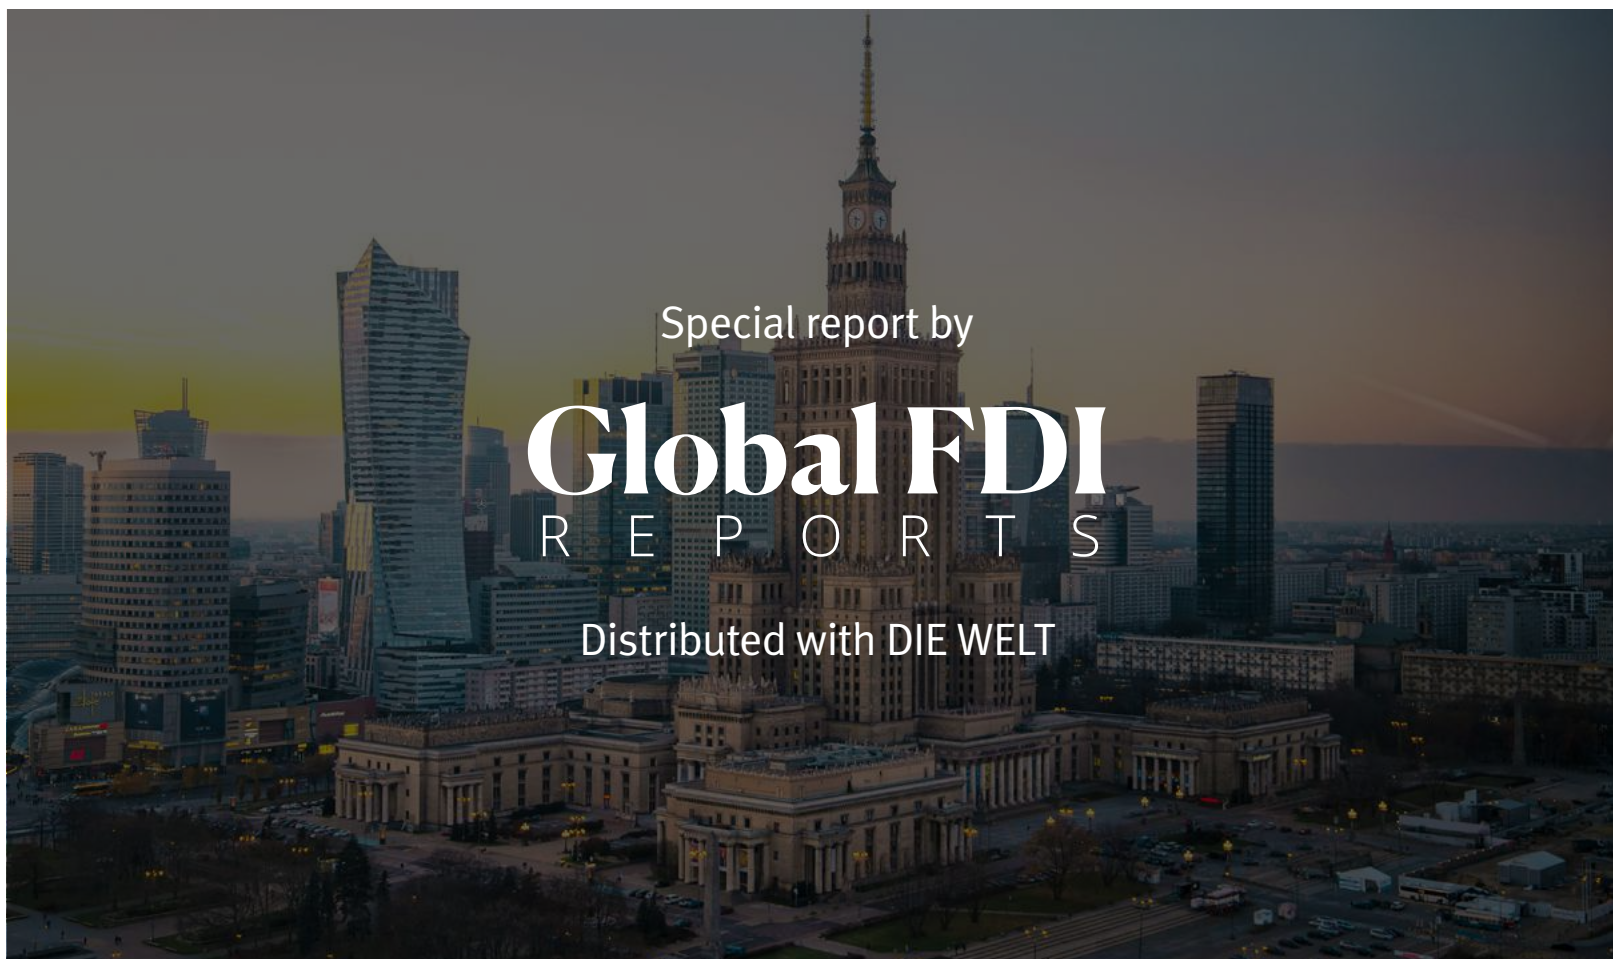 Special report by
Global FDI
REPORTS
Distributed with DIE WELT